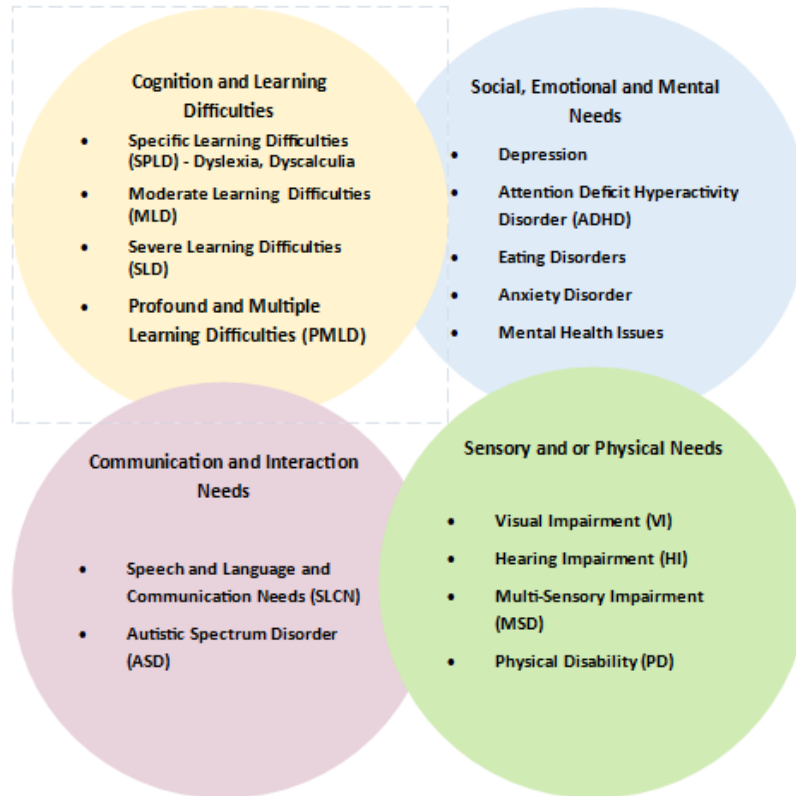 Cognition and Learning
Difficulties
• Specific Learning Difficulties
(SPLD) - Dyslexia, Dyscalculia
• Moderate Learning Difficulties
(MLD)
• Severe Learning Difficulties
(SLD)
• Profound and Multiple
Learning Difficulties (PMLD)
Social, Emotional and Mental
Needs
• Depression
• Attention Deficit Hyperactivity
Disorder (ADHD)
• Eating Disorders
• Anxiety Disorder
• Mental Health Issues
Communication and Interaction
Needs
• Speech and Language and
Communication Needs (SLCN)
• Autistic Spectrum Disorder
(ASD)
Sensory and or Physical Needs
• Visual Impairment (VI)
• Hearing Impairment (HI)
• Multi-Sensory Impairment
(MSD)
• Physical Disability (PD)